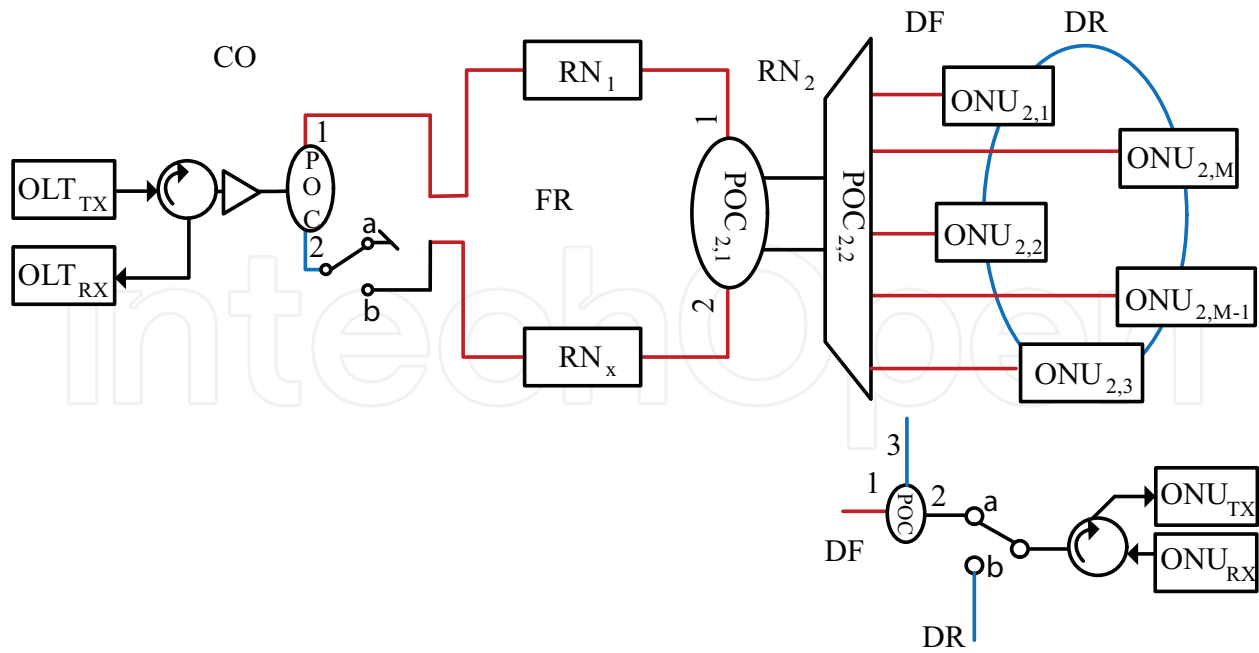 CO
DF
DR
RN1
RNx
RN2
FR
OLTTX
OLTRX
1
POC
2
a
b
1
POC2,1
2
POC2,2
ONU2,1
ONU2,M
ONU2,2
ONU2,M-1
ONU2,3
IntechOpen
3
1
POC
2
DF
a
b
DR
ONUTX
ONURX